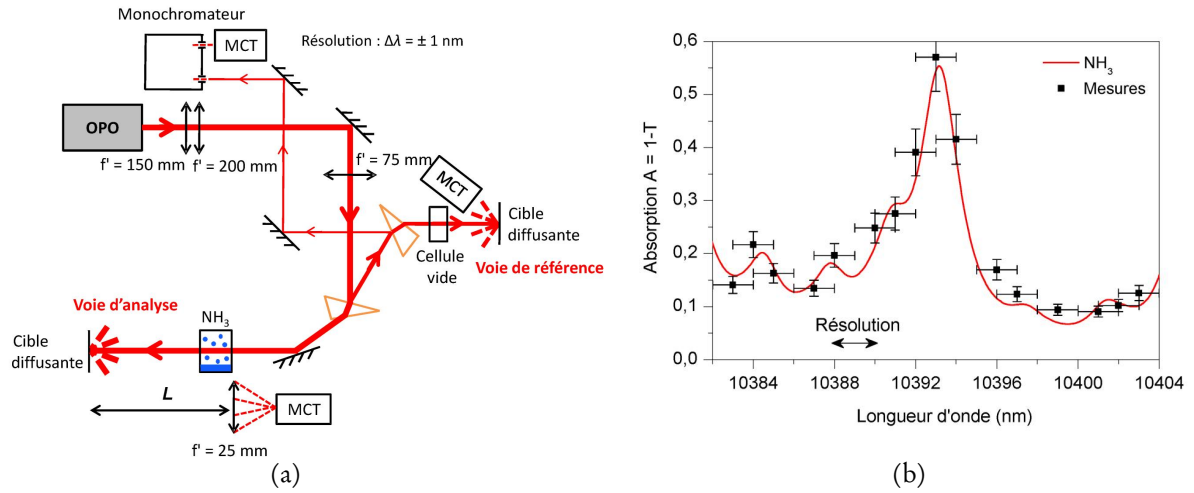 Monochromateur
MCT
Résolution : Δλ = ± 1 nm
OPO
f' = 150 mm
f' = 200 mm
f' = 75 mm
MCT
Cible
diffusante
Cellule
vide
Voie de référence
Voie d'analyse
NH3
Cible
diffusante
L
MCT
f' = 25 mm
(a)
0,6
0,5
0,4
0,3
0,2
0,1
0,0
Absorption A = 1-T
NH3
Mesures
Résolution
10384
10388
10392
10396
10400
10404
Longueur d'onde (nm)
(b)